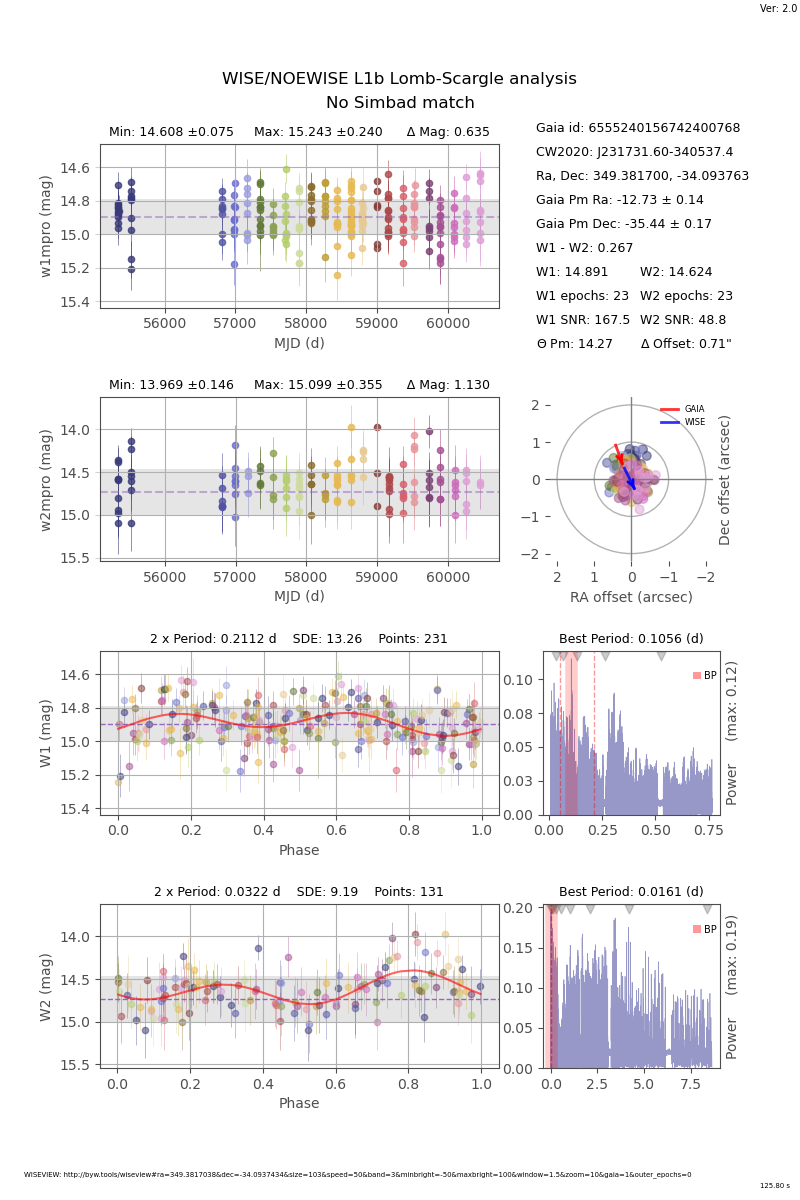 Ver: 2.0
WISE/NOEWISE L1b Lomb-Scargle analysis
No Simbad match
Min: 14.608 ±0.075 Max: 15.243 ±0.240 Δ Mag: 0.635
14.6
14.8
15.0
15.2
15.4
w1mpro (mag)
56000 57000 58000 59000 60000
MJD (d)
Gaia id: 6555240156742400768
CW2020: J231731.60-340537.4
Ra, Dec: 349.381700, -34.093763
Gaia Pm Ra: -12.73 ± 0.14
Gaia Pm Dec: -35.44 ± 0.17
W1 - W2: 0.267
W1: 14.891 W2: 14.624
W1 epochs: 23 W2 epochs: 23
W1 SNR: 167.5 W2 SNR: 48.8
Θ Pm: 14.27 Δ Offset: 0.71"
Min: 13.969 ±0.146 Max: 15.099 ±0.355 Δ Mag: 1.130
14.0
14.5
15.0
15.5
w2mpro (mag)
56000 57000 58000 59000 60000
MJD (d)
GAIA
WISE
2
1
0
−1
−2
2 1 0 −1 −2
RA offset (arcsec)
Dec offset (arcsec)
2 x Period: 0.2112 d SDE: 13.26 Points: 231
14.6
14.8
15.0
15.2
15.4
W1 (mag)
0.0 0.2 0.4 0.6 0.8 1.0
Phase
Best Period: 0.1056 (d)
BP
0.10
0.08
0.05
0.03
0.00
0.00 0.25 0.50 0.75
Power (max: 0.12)
2 x Period: 0.0322 d SDE: 9.19 Points: 131
14.0
14.5
15.0
15.5
W2 (mag)
0.0 0.2 0.4 0.6 0.8 1.0
Phase
Best Period: 0.0161 (d)
BP
0.20
0.15
0.10
0.05
0.00
0.0 2.5 5.0 7.5
Power (max: 0.19)
WISEVIEW: http://byw.tools/wiseview#ra=349.3817038&dec=-34.0937434&size=103&speed=50&band=3&minbright=-50&maxbright=100&window=1.5&zoom=10&gaia=1&outer_epochs=0
125.80 s